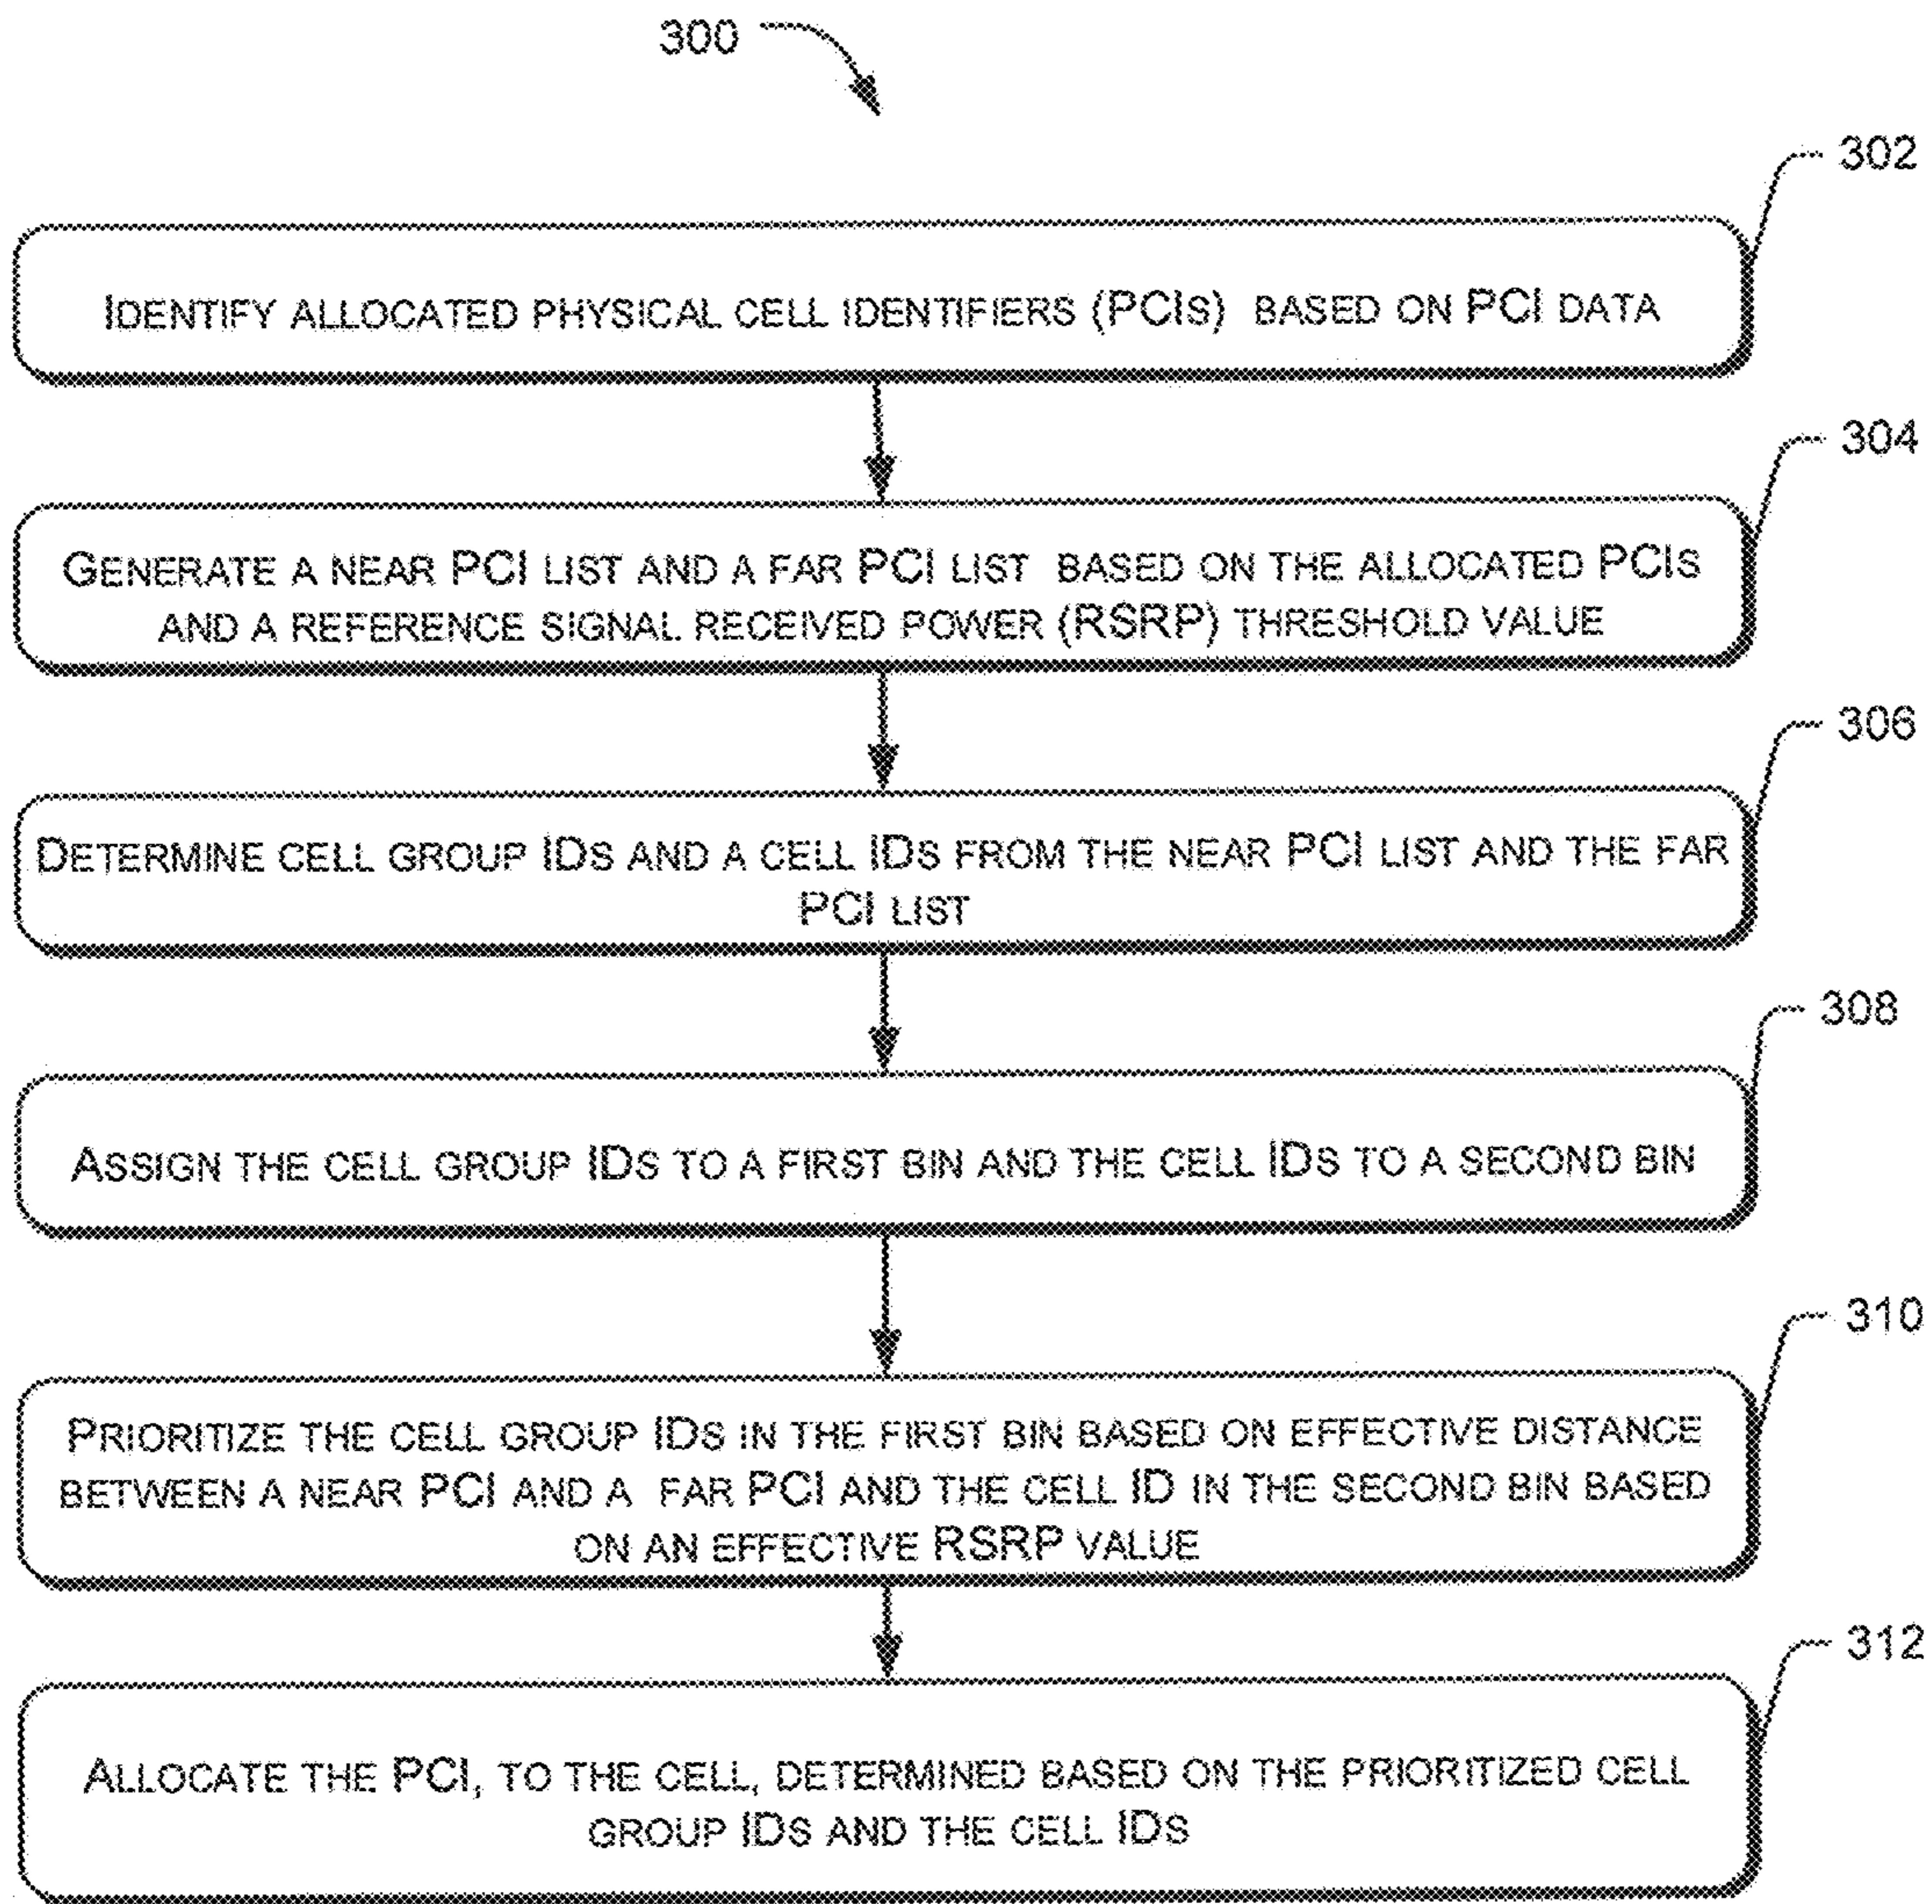 300
302
IDENTIFY ALLOCATED PHYSICAL CELL IDENTIFIERS (PCIS) BASED ON PCI DATA
304
GENERATE A NEAR PCI LIST AND A FAR PCI LIST BASED ON THE ALLOCATED PCIS
AND A REFERENCE SIGNAL RECEIVED POWER (RSRP) THRESHOLD VALUE
306
DETERMINE CELL GROUP IDS AND A CELL IDS FROM THE NEAR PCI LIST AND THE FAR
PCI LIST
308
ASSIGN THE CELL GROUP IDS TO A FIRST BIN AND THE CELL IDS TO A SECOND BIN
310
PRIORITIZE THE CELL GROUP IDS IN THE FIRST BIN BASED ON EFFECTIVE DISTANCE
BETWEEN A NEAR PCI AND A FAR PCI AND THE CELL ID IN THE SECOND BIN BASED
ON AN EFFECTIVE RSRP VALUE
312
ALLOCATE THE PCI, TO THE CELL, DETERMINED BASED ON THE PRIORITIZED CELL
GROUP IDS AND THE CELL IDS